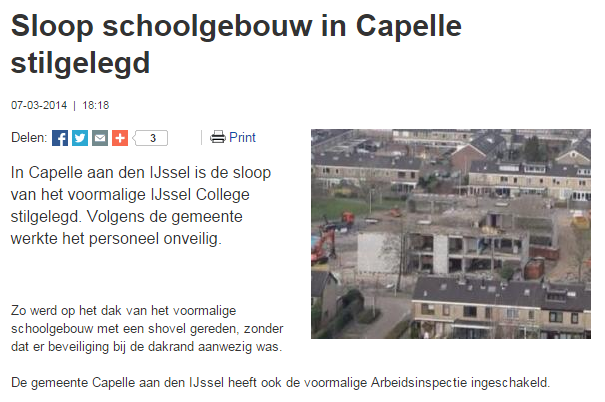 Sloop schoolgebouw in Capelle
stilgelegd
07-03-2014 | 18:18
Delen: 3 Print
In Capelle aan den IJssel is de sloop
van het voormalige IJssel College
stilgelegd. Volgens de gemeente
werkte het personeel onveilig.
Zo werd op het dak van het voormalige
schoolgebouw met een shovel gereden, zonder
dat er beveiliging bij de dakrand aanwezig was.
De gemeente Capelle aan den IJssel heeft ook de voormalige Arbeidsinspectie ingeschakeld.